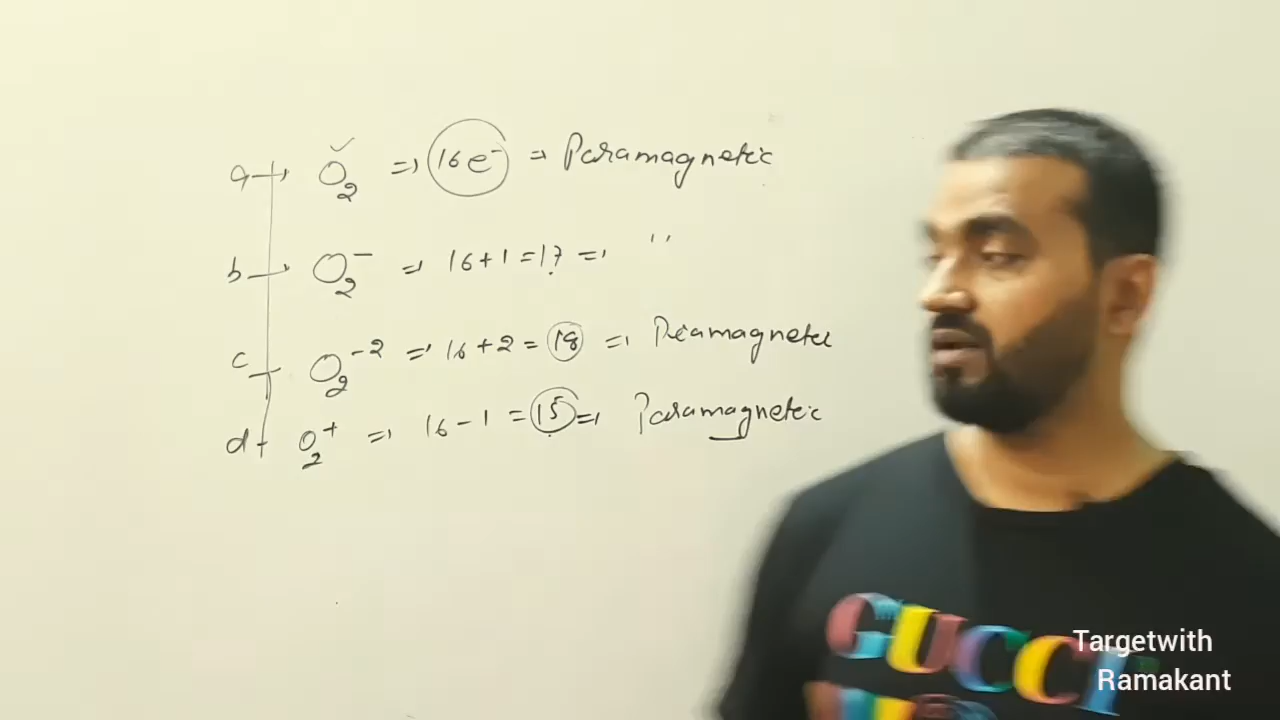 a → O₂ => 16e⁻ => Paramagnetic
b → O₂⁻ => 16+1=17 => ''
c → O₂⁻² => 16+2=18 =>
d → O₂⁺ => 16-1=15 => Paramagnetic
GUCCI
Targetwith
Ramakant